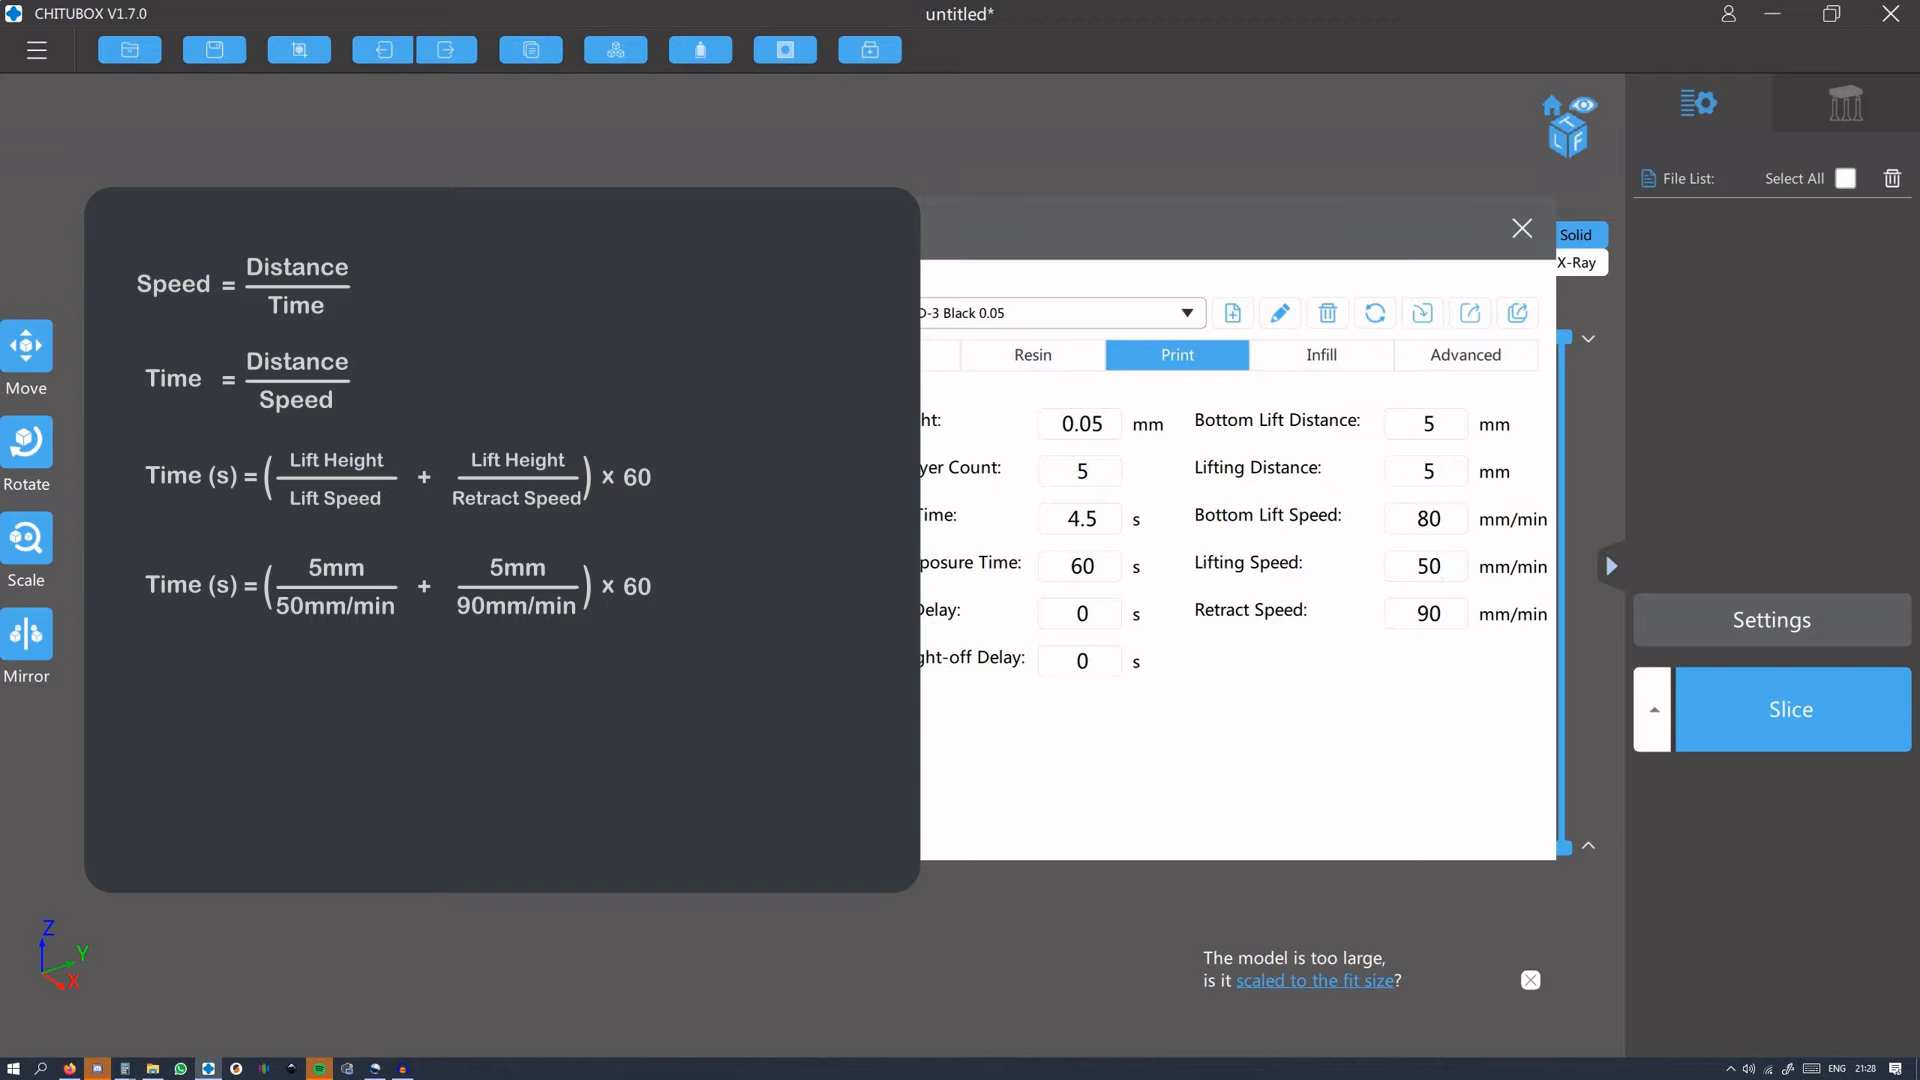 CHITUBOX V1.7.0
untitled*
File List:
Select All
T
L F
Solid
X-Ray
Move
Rotate
Scale
Mirror
Speed = Distance
Time
Time = Distance
Speed
Time (s) = ( Lift Height + Lift Height ) x 60
Lift Speed Retract Speed
Time (s) = ( 5mm + 5mm ) x 60
50mm/min 90mm/min
D-3 Black 0.05
Resin
Print
Infill
Advanced
ht: 0.05 mm
Bottom Lift Distance: 5 mm
yer Count: 5
Lifting Distance: 5 mm
Time: 4.5 s
Bottom Lift Speed: 80 mm/min
posure Time: 60 s
Lifting Speed: 50 mm/min
Delay: 0 s
Retract Speed: 90 mm/min
ght-off Delay: 0 s
Settings
Slice
The model is too large,
is it scaled to the fit size?
Z
Y
X
ENG 21:28